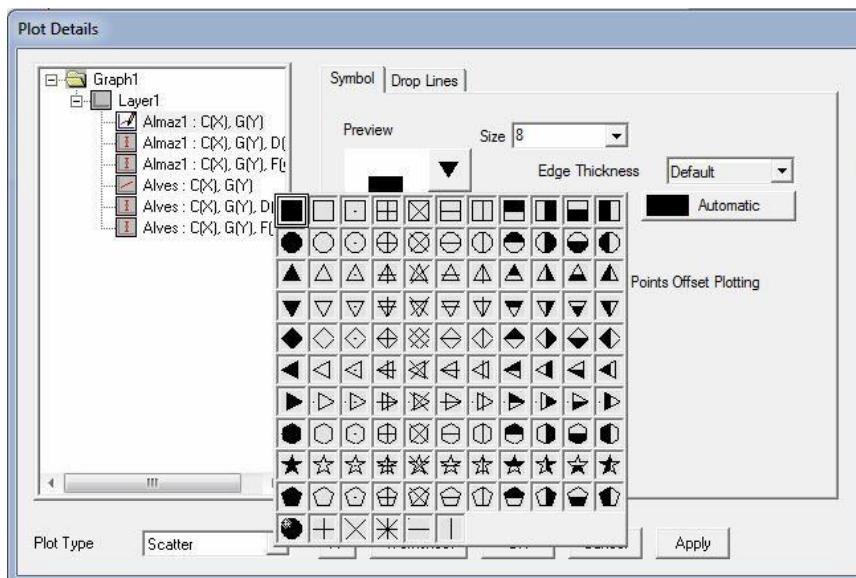 Plot Details
Graph1
Layer1
Almaz1 : C(X), G(Y)
Almaz1 : C(X), G(Y), D(
Almaz1 : C(X), G(Y), F(
Alves : C(X), G(Y)
Alves : C(X), G(Y), D(
Alves : C(X), G(Y), F(
Symbol
Drop Lines
Preview
Size 8
Edge Thickness Default
Automatic
Points Offset Plotting
Plot Type Scatter
Apply